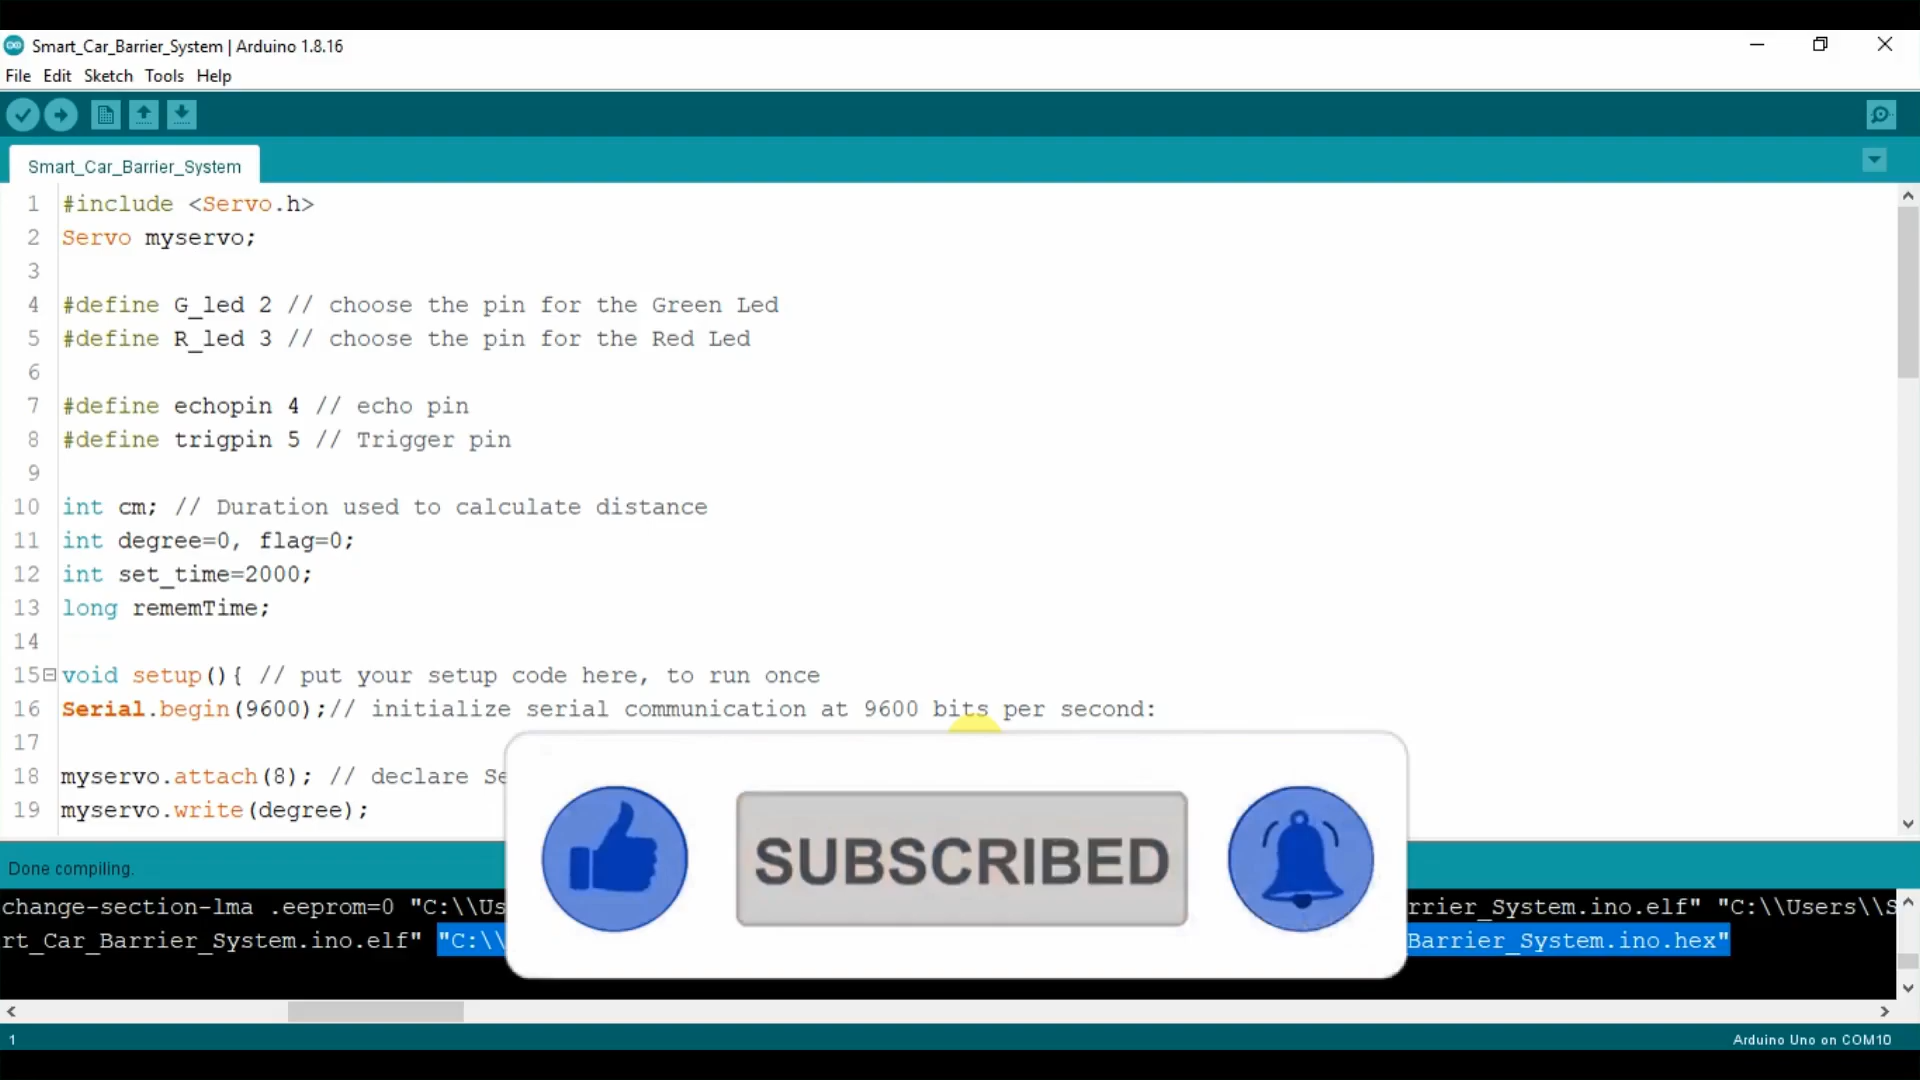 Smart_Car_Barrier_System | Arduino 1.8.16
File Edit Sketch Tools Help
Smart_Car_Barrier_System
1 #include <Servo.h>
2 Servo myservo;
3
4 #define G_led 2 // choose the pin for the Green Led
5 #define R_led 3 // choose the pin for the Red Led
6
7 #define echopin 4 // echo pin
8 #define trigpin 5 // Trigger pin
9
10 int cm; // Duration used to calculate distance
11 int degree=0, flag=0;
12 int set_time=2000;
13 long rememTime;
14
15 void setup(){ // put your setup code here, to run once
16 Serial.begin(9600);// initialize serial communication at 9600 bits per second:
17
18 myservo.attach(8); // declare Se
19 myservo.write(degree);
SUBSCRIBED
Done compiling.
change-section-lma .eeprom=0 "C:\\Us rrier_System.ino.elf" "C:\\Users\\S
rt_Car_Barrier_System.ino.elf" "C:\\ Barrier_System.ino.hex"
1 Arduino Uno on COM10